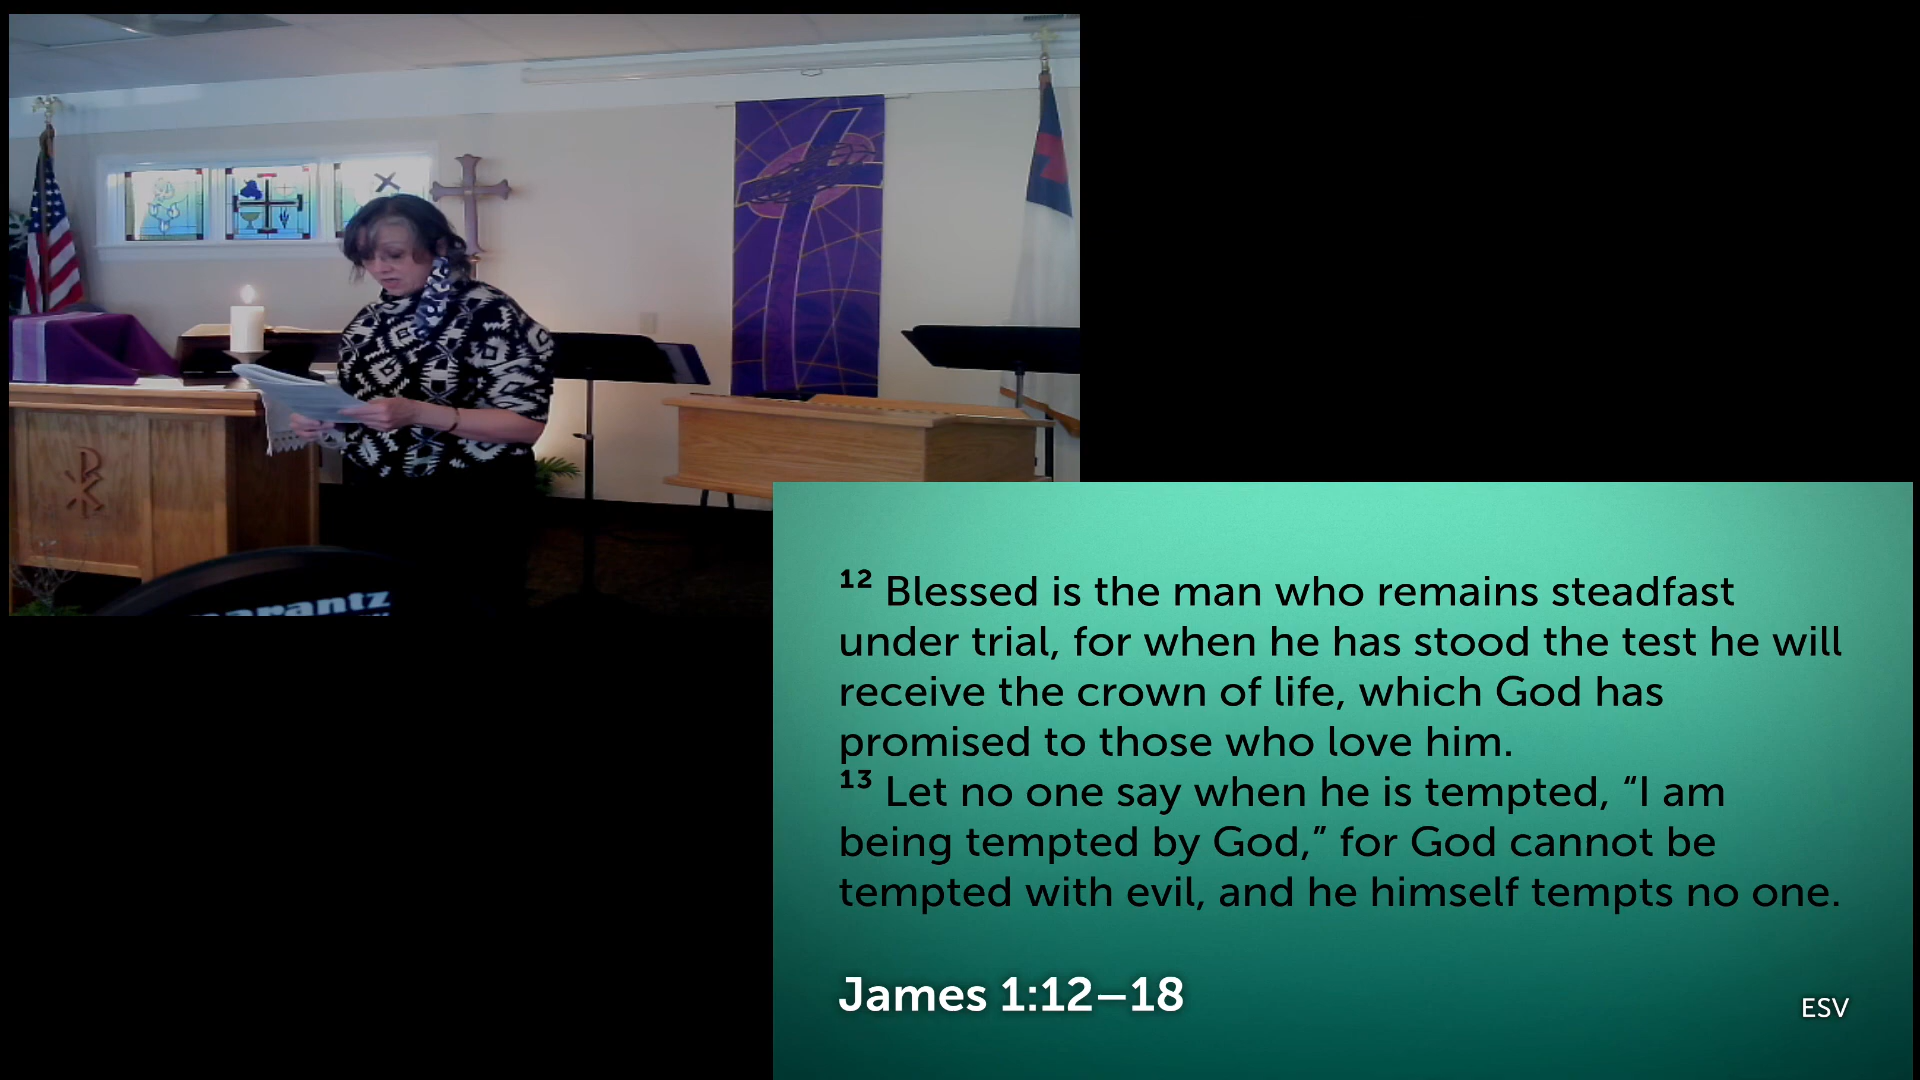 marantz
¹² Blessed is the man who remains steadfast
under trial, for when he has stood the test he will
receive the crown of life, which God has
promised to those who love him.
¹³ Let no one say when he is tempted, “I am
being tempted by God,” for God cannot be
tempted with evil, and he himself tempts no one.
James 1:12–18
ESV